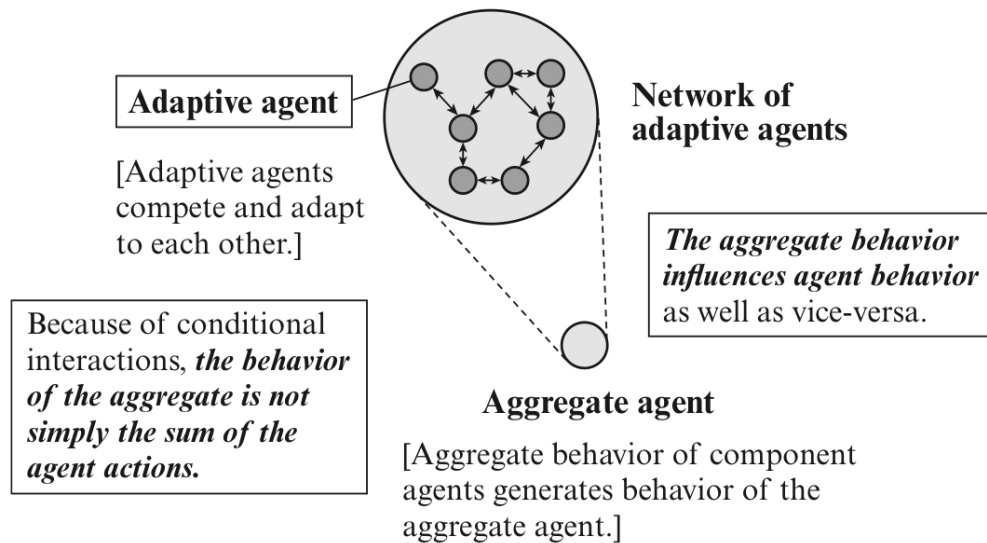 Adaptive agent
[Adaptive agents
compete and adapt
to each other.]
Network of
adaptive agents
The aggregate behavior
influences agent behavior
as well as vice-versa.
Because of conditional
interactions, the behavior
of the aggregate is not
simply the sum of the
agent actions.
Aggregate agent
[Aggregate behavior of component
agents generates behavior of the
aggregate agent.]